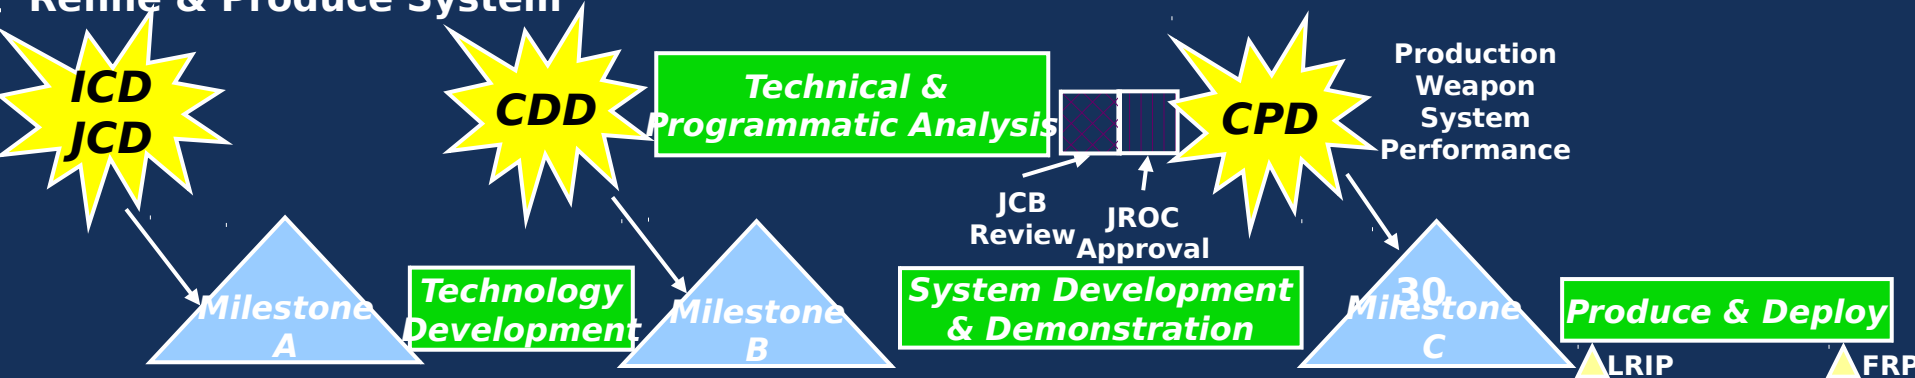 Refine & Produce System
ICD
JCD
CDD
Technical &
Programmatic Analysis
CPD
Production
Weapon
System
Performance
JCB
Review
JROC
Approval
Milestone
A
Technology
Development
Milestone
B
System Development
& Demonstration
30
Milestone
C
Produce & Deploy
LRIP
FRP